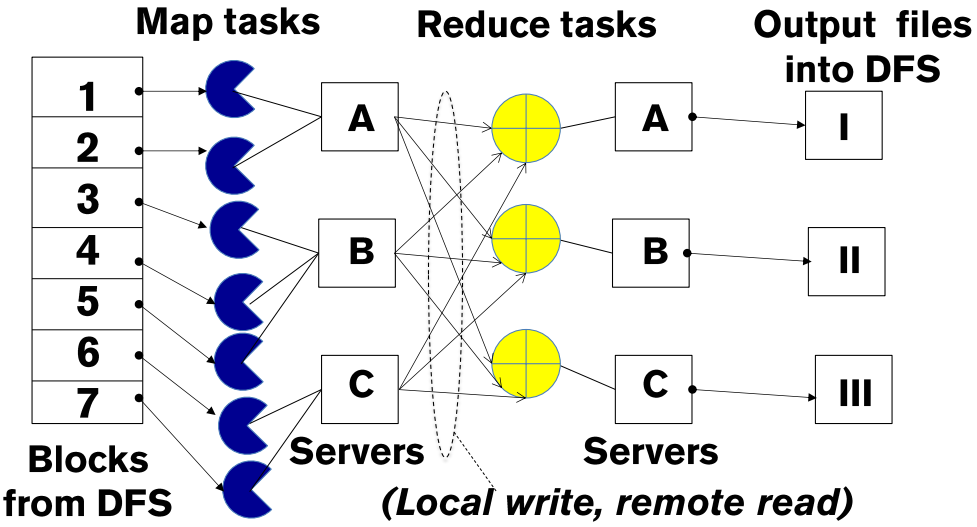 Map tasks
Reduce tasks
Output files
into DFS
1
2
3
4
5
6
7
A
B
C
A
B
C
I
II
III
Blocks
from DFS
Servers
Servers
(Local write, remote read)